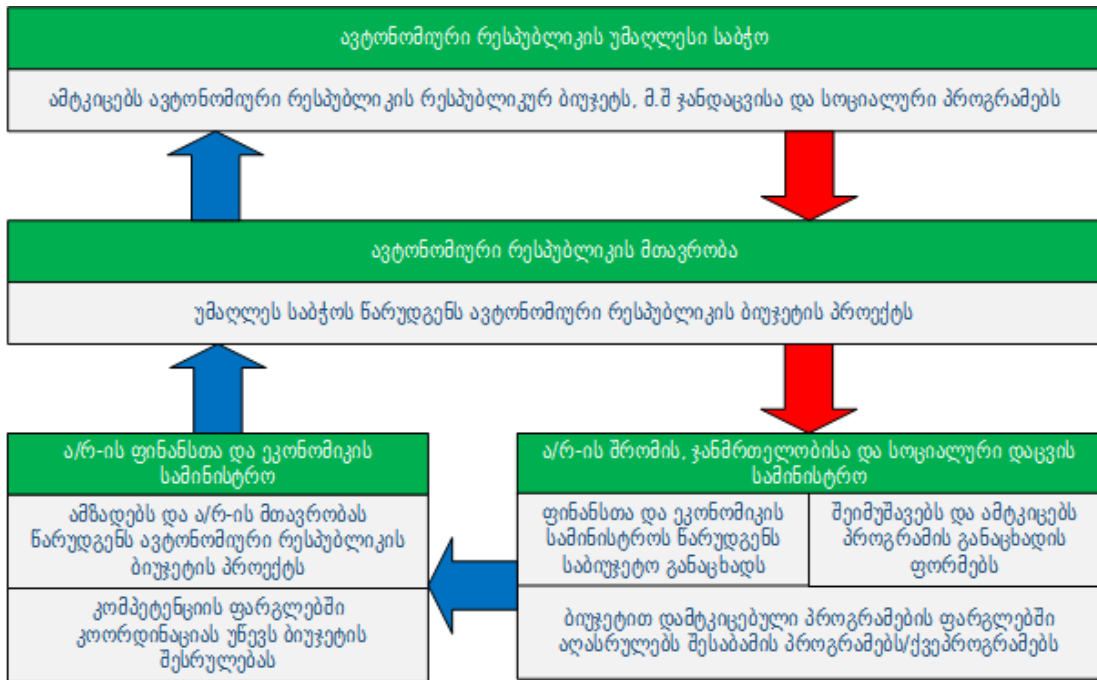 ავტონომიური რესპუბლიკის უმაღლესი საბჭო
ამტკიცებს ავტონომიური რესპუბლიკის რესპუბლიკურ ბიუჯეტს, მ.შ ჯანდაცვისა და სოციალური პროგრამებს
ავტონომიური რესპუბლიკის მთავრობა
უმაღლეს საბჭოს წარუდგენს ავტონომიური რესპუბლიკის ბიუჯეტის პროექტს
ა/რ-ის ფინანსთა და ეკონომიკის
სამინისტრო
ამზადებს და ა/რ-ის მთავრობას
წარუდგენს ავტონომიური რესპუბლიკის
ბიუჯეტის პროექტს
კომპეტენციის ფარგლებში
კოორდინაციას უწევს ბიუჯეტის
შესრულებას
ა/რ-ის შრომის, ჯანმრთელობისა და სოციალური დაცვის
სამინისტრო
ფინანსთა და ეკონომიკის
სამინისტროს წარუდგენს
საბიუჯეტო განაცხადს
შეიმუშავებს და ამტკიცებს
პროგრამის განაცხადის
ფორმებს
ბიუჯეტით დამტკიცებული პროგრამების ფარგლებში
აღასრულებს შესაბამის პროგრამებს/ქვეპროგრამებს